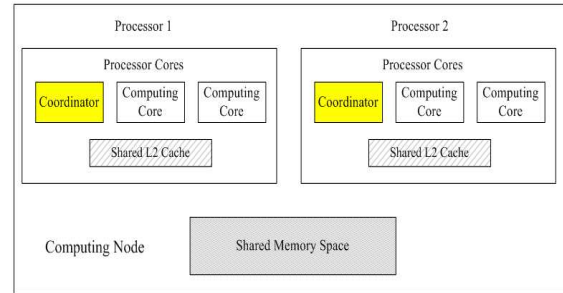 Processor 1
Processor 2
Processor Cores
Processor Cores
Coordinator
Computing
Core
Computing
Core
Coordinator
Computing
Core
Computing
Core
Shared L2 Cache
Shared L2 Cache
Computing Node
Shared Memory Space